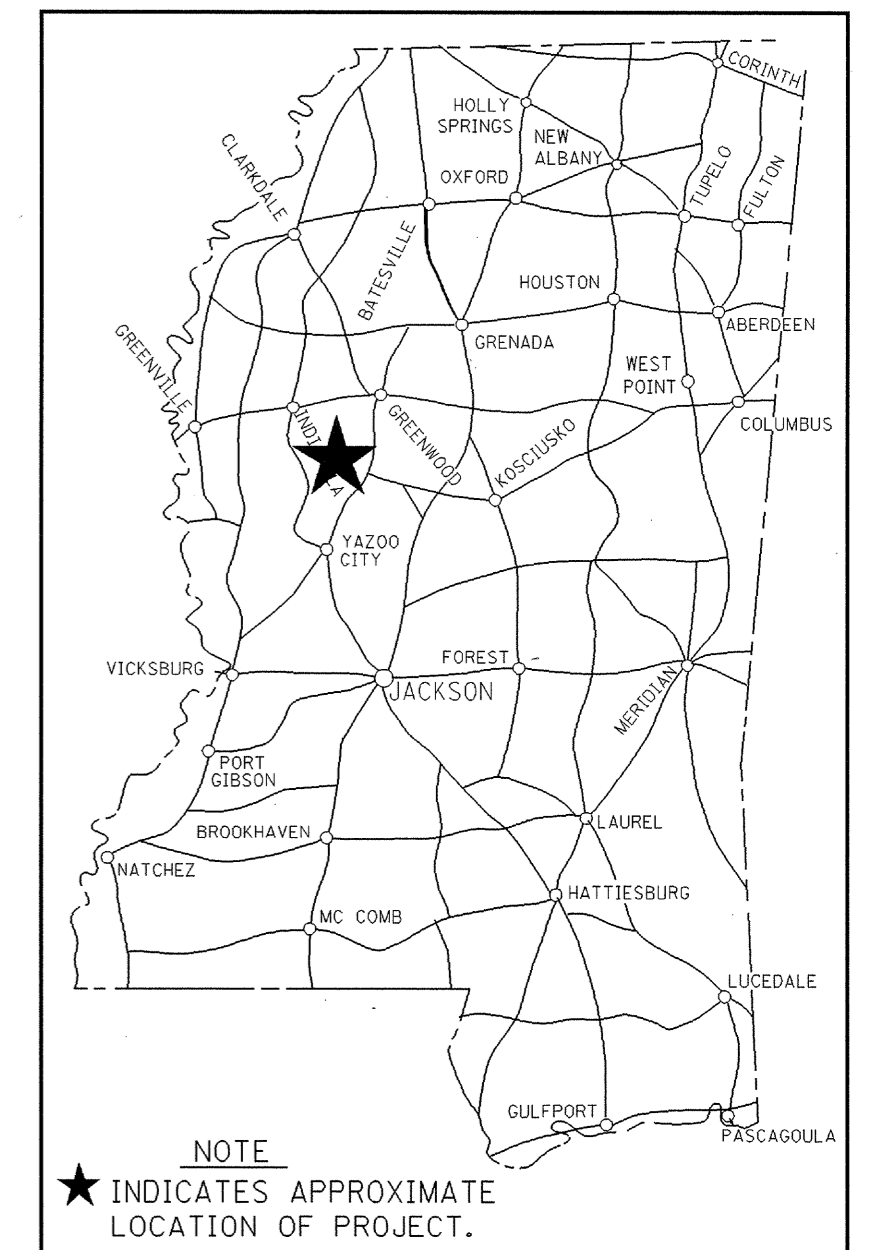 CORINTH
HOLLY
SPRINGS
NEW
ALBANY
CLARKDALE
OXFORD
TUPELO
FULTON
BATESVILLE
HOUSTON
ABERDEEN
GRENADA
GREENVILLE
WEST
POINT
COLUMBUS
GREENWOOD
KOSCIUSKO
YAZOO
CITY
VICKSBURG
FOREST
JACKSON
MERIDIAN
PORT
GIBSON
BROOKHAVEN
LAUREL
NATCHEZ
HATTIESBURG
MC COMB
LUCEDALE
GULFPORT
PASCAGOULA
NOTE
INDICATES APPROXIMATE
LOCATION OF PROJECT.